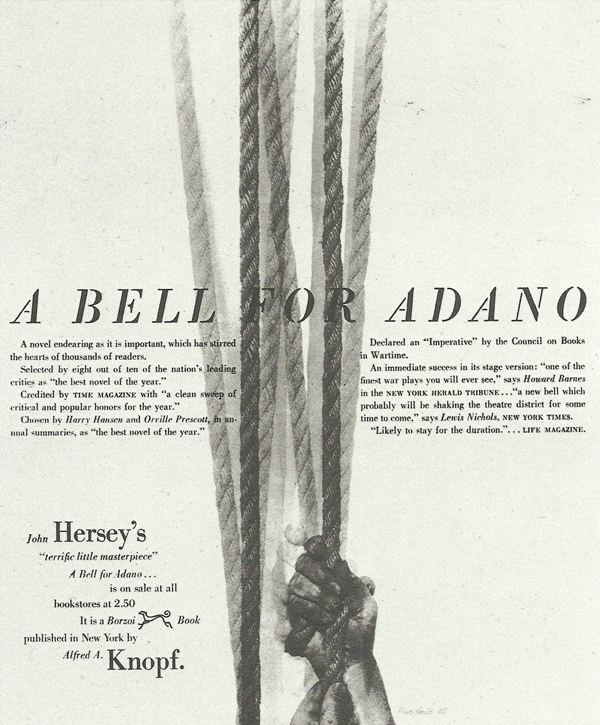 A BELL FOR ADANO
A novel endearing as it is important, which has stirred
the hearts of thousands of readers.
Selected by eight out of ten of the nation's leading
critics as “the best novel of the year.”
Credited by TIME MAGAZINE with “a clean sweep of
critical and popular honors for the year.”
Chosen by Harry Hansen and Orville Prescott, in an-
nual summaries, as “the best novel of the year.”
Declared an “Imperative” by the Council on Books
in Wartime.
An immediate success in its stage version: “one of the
finest war plays you will ever see,” says Howard Barnes
in the NEW YORK HERALD TRIBUNE...“a new bell which
probably will be shaking the theatre district for some
time to come,” says Lewis Nichols, NEW YORK TIMES.
“Likely to stay for the duration.”... LIFE MAGAZINE.
John Hersey's
“terrific little masterpiece”
A Bell for Adano...
is on sale at all
bookstores at 2.50
It is a Borzoi Book
published in New York by
Alfred A. Knopf.